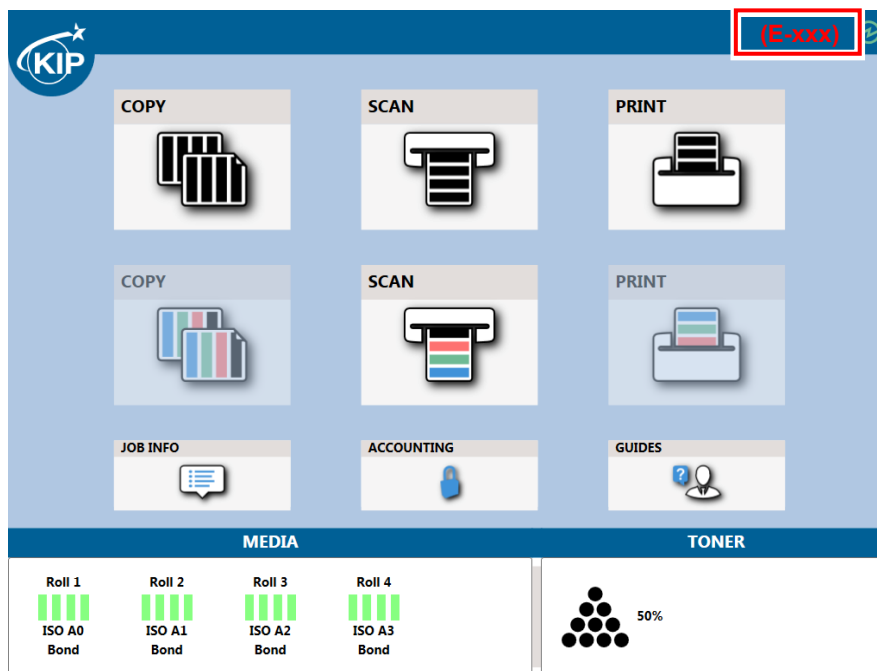 (E-xxx)
KIP
COPY
SCAN
PRINT
COPY
SCAN
PRINT
JOB INFO
ACCOUNTING
GUIDES
?
MEDIA
TONER
Roll 1
Roll 2
Roll 3
Roll 4
ISO A0
ISO A1
ISO A2
ISO A3
Bond
Bond
Bond
Bond
50%